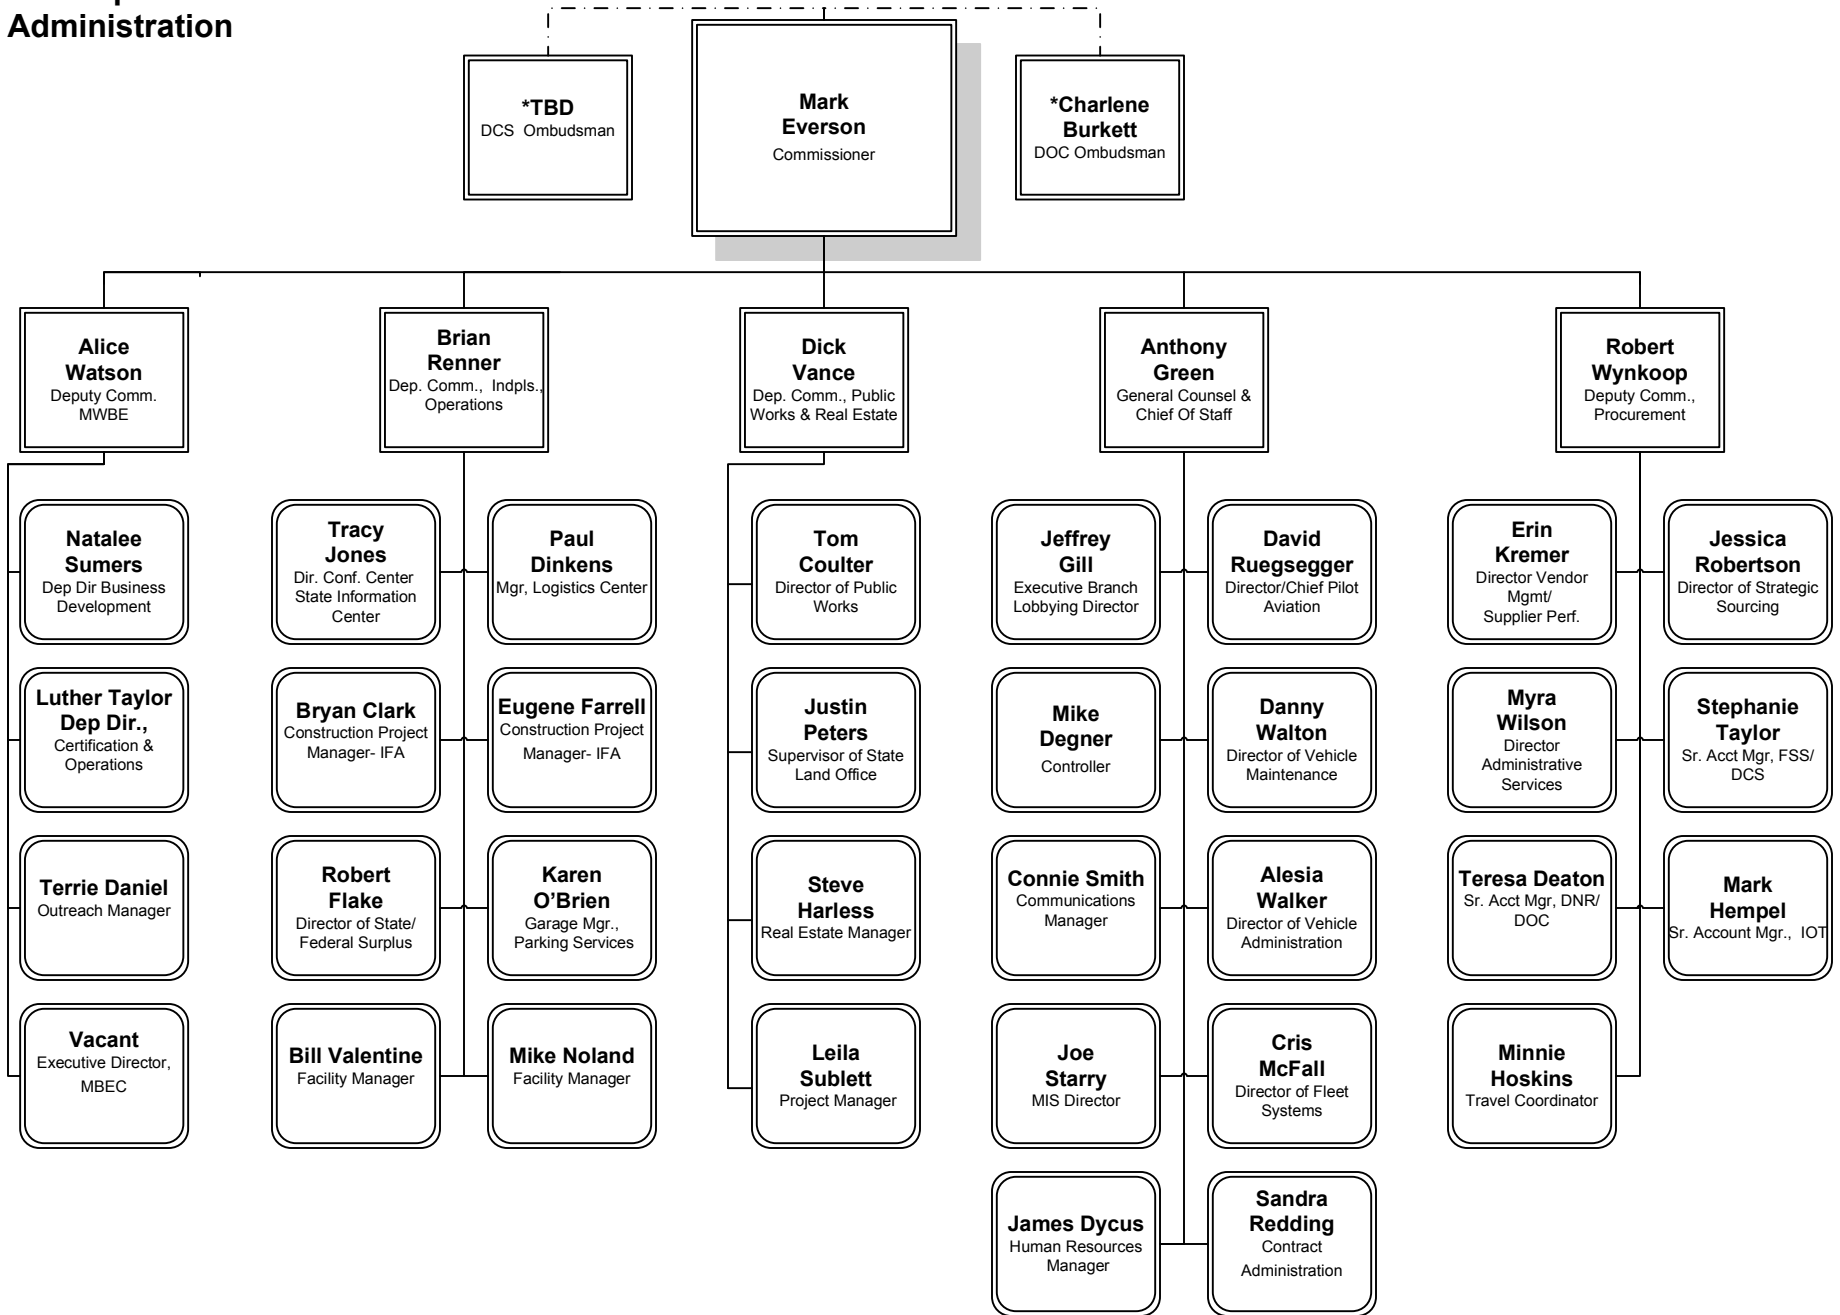 Administration
*TBD
DCS Ombudsman
Mark
Everson
Commissioner
*Charlene
Burkett
DOC Ombudsman
Alice
Watson
Deputy Comm.
MWBE
Brian
Renner
Dep. Comm., Indpls.,
Operations
Dick
Vance
Dep. Comm., Public
Works & Real Estate
Anthony
Green
General Counsel &
Chief Of Staff
Robert
Wynkoop
Deputy Comm.,
Procurement
Natalee
Sumers
Dep Dir Business
Development
Tracy
Jones
Dir. Conf. Center
State Information
Center
Paul
Dinkens
Mgr, Logistics Center
Tom
Coulter
Director of Public
Works
Jeffrey
Gill
Executive Branch
Lobbying Director
David
Ruegsegger
Director/Chief Pilot
Aviation
Erin
Kremer
Director Vendor
Mgmt/
Supplier Perf.
Jessica
Robertson
Director of Strategic
Sourcing
Luther Taylor
Dep Dir.,
Certification &
Operations
Bryan Clark
Construction Project
Manager- IFA
Eugene Farrell
Construction Project
Manager- IFA
Justin
Peters
Supervisor of State
Land Office
Mike
Degner
Controller
Danny
Walton
Director of Vehicle
Maintenance
Myra
Wilson
Director
Administrative
Services
Stephanie
Taylor
Sr. Acct Mgr, FSS/
DCS
Terrie Daniel
Outreach Manager
Robert
Flake
Director of State/
Federal Surplus
Karen
O’Brien
Garage Mgr.,
Parking Services
Steve
Harless
Real Estate Manager
Connie Smith
Communications
Manager
Alesia
Walker
Director of Vehicle
Administration
Teresa Deaton
Sr. Acct Mgr, DNR/
DOC
Mark
Hempel
Sr. Account Mgr., IOT
Vacant
Executive Director,
MBEC
Bill Valentine
Facility Manager
Mike Noland
Facility Manager
Leila
Sublett
Project Manager
Joe
Starry
MIS Director
Cris
McFall
Director of Fleet
Systems
Minnie
Hoskins
Travel Coordinator
James Dycus
Human Resources
Manager
Sandra
Redding
Contract
Administration